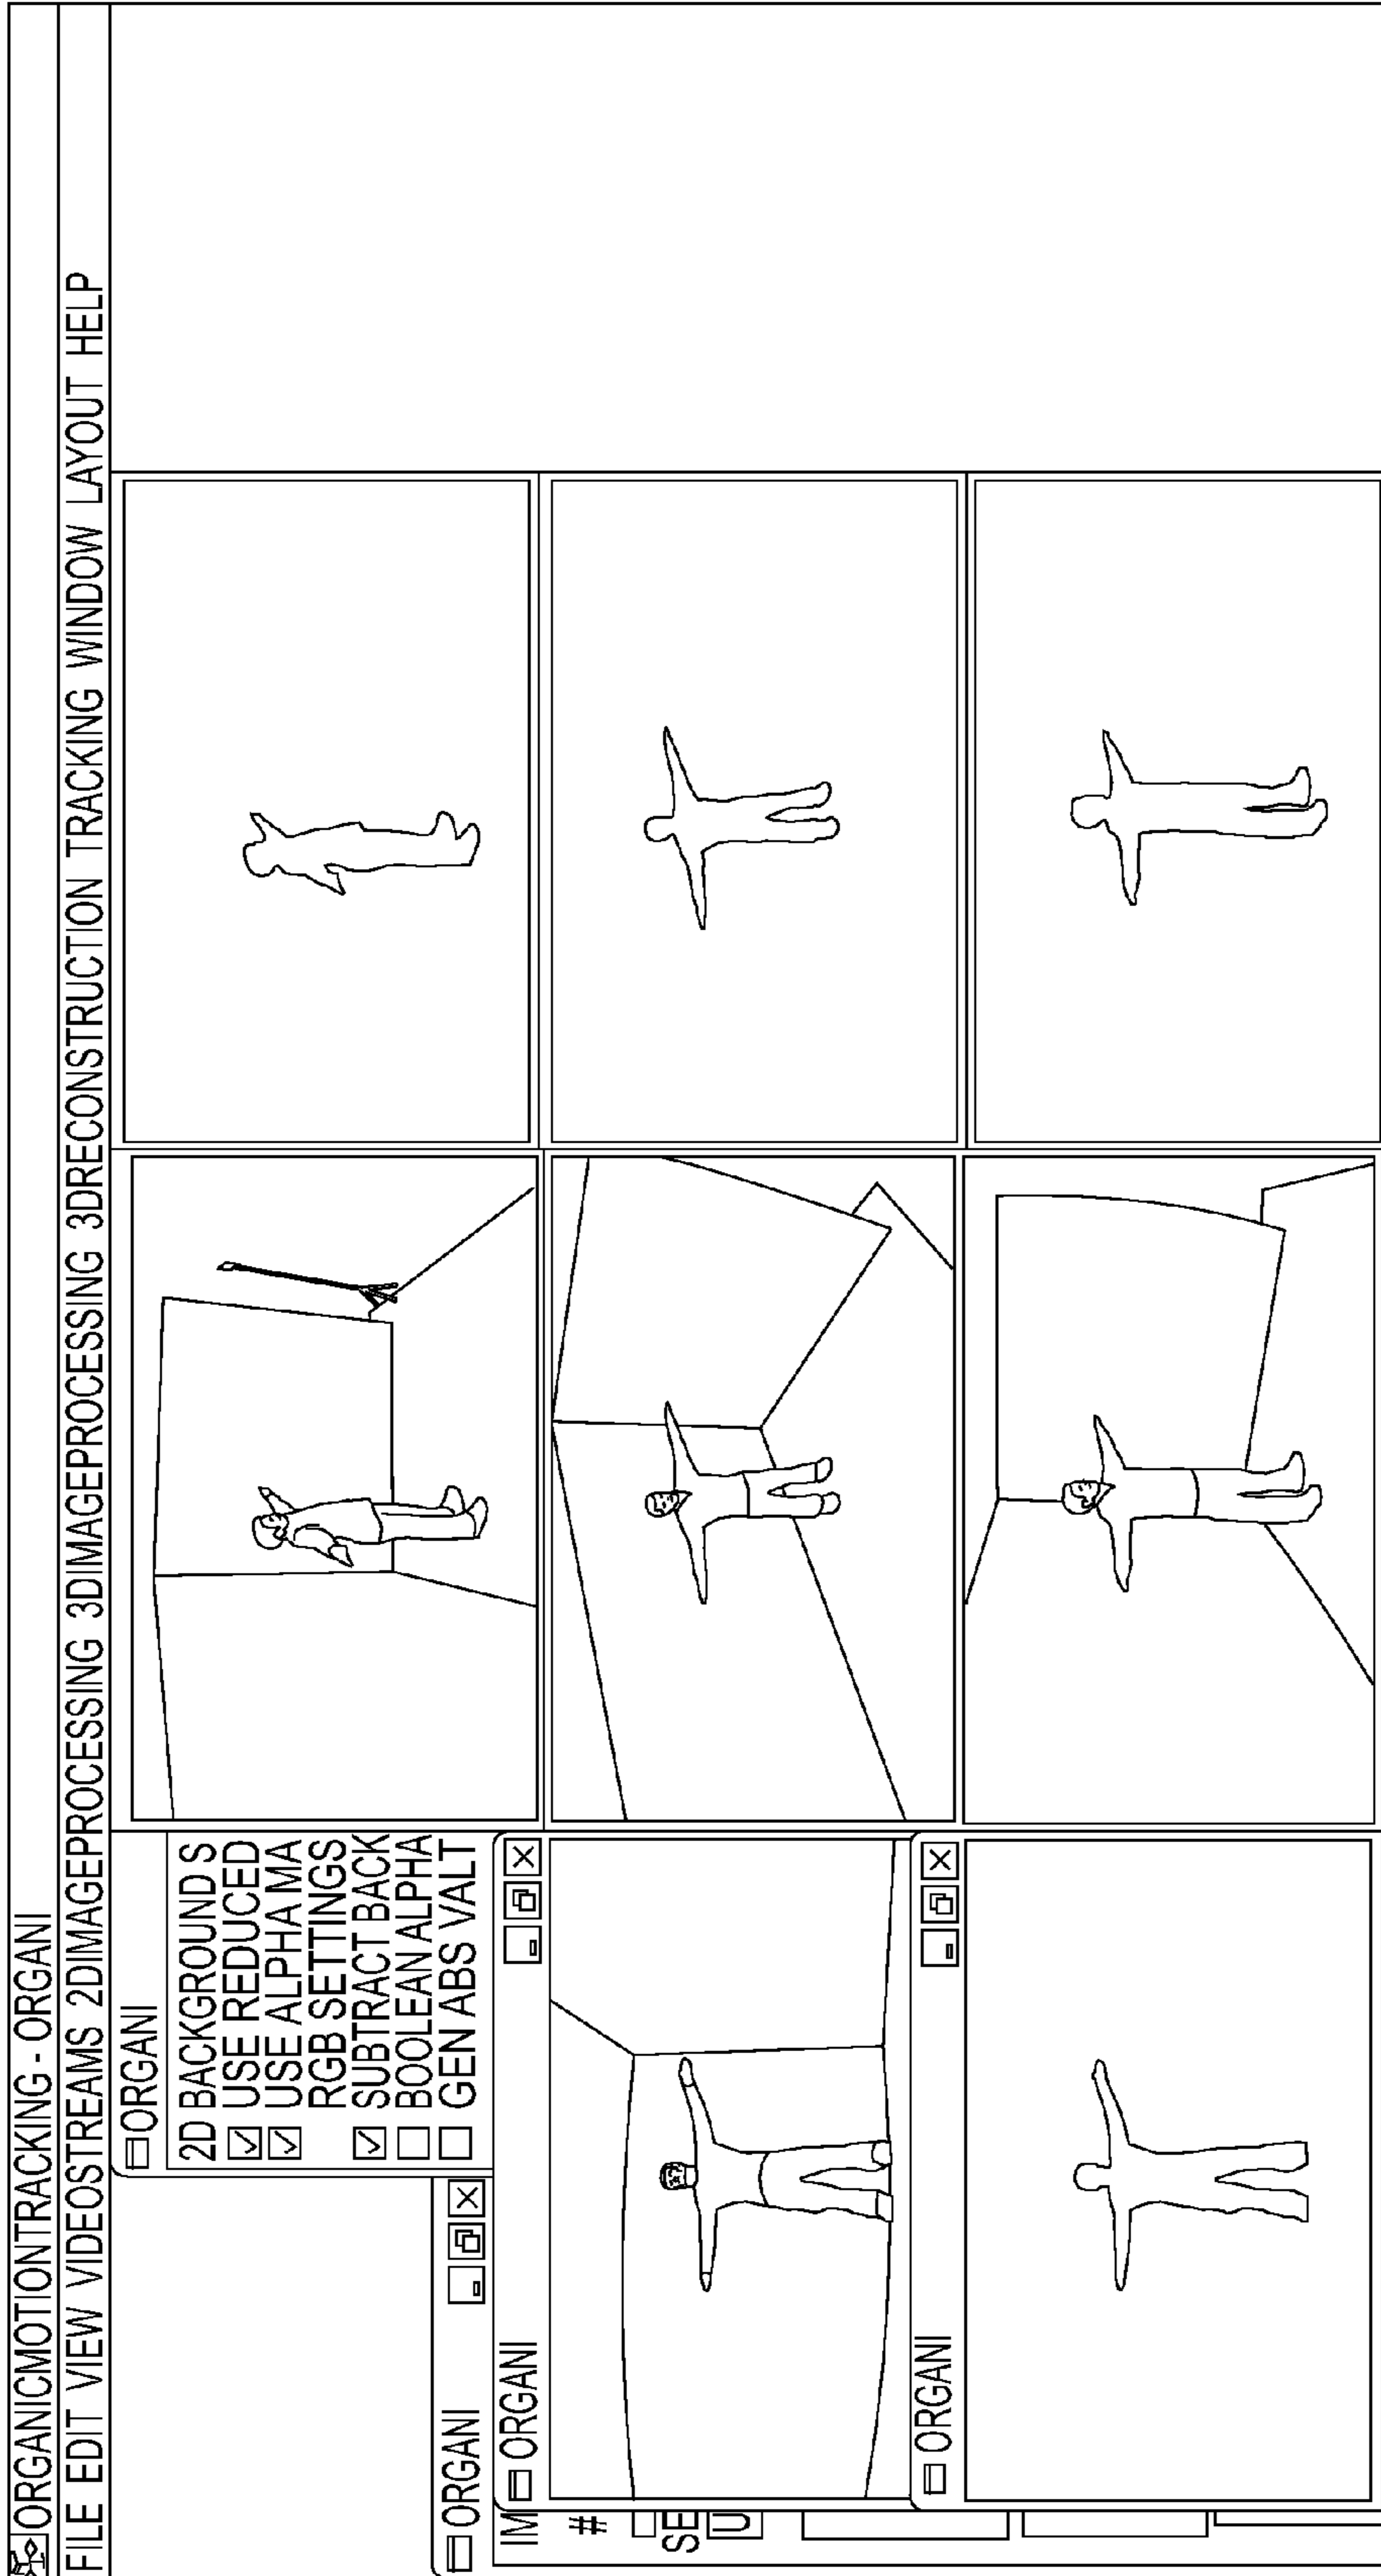 ORGANICMOTIONTRACKING - ORGANI
FILE EDIT VIEW VIDEOSTREAMS 2DIMAGEPROCESSING 3DIMAGEPROCESSING 3DRECONSTRUCTION TRACKING WINDOW LAYOUT HELP
ORGANI
2D BACKGROUND S
USE REDUCED
USE ALPHA MA
RGB SETTINGS
SUBTRACT BACK
BOOLEAN ALPHA
GEN ABS VALT
ORGANI
IM
ORGANI
#
SE
U
ORGANI